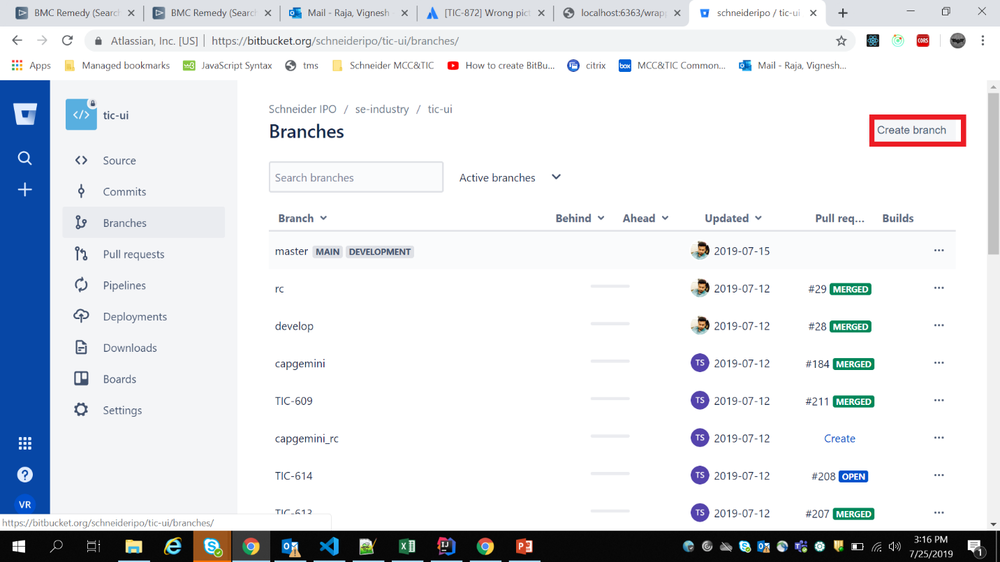 BMC Remedy (Search
BMC Remedy (Search
Mail - Raja, Vignesh -
[TIC-872] Wrong pict
localhost:6363/wrapp
schneideripo / tic-ui
Atlassian, Inc. [US] | https://bitbucket.org/schneideripo/tic-ui/branches/
CORS
Apps
Managed bookmarks
w3
JavaScript Syntax
tms
Schneider MCC&TIC
How to create BitBu...
citrix
box
MCC&TIC Common...
Mail - Raja, Vignesh...
</>
tic-ui
Source
Commits
Branches
Pull requests
Pipelines
Deployments
Downloads
Boards
Settings
VR
Schneider IPO / se-industry / tic-ui
Branches
Create branch
Search branches
Active branches
Branch Behind Ahead Updated Pull req... Builds
master MAIN DEVELOPMENT 2019-07-15 ...
rc 2019-07-12 #29 MERGED ...
develop 2019-07-12 #28 MERGED ...
capgemini TS 2019-07-12 #184 MERGED ...
TIC-609 TS 2019-07-12 #211 MERGED ...
capgemini_rc TS 2019-07-12 Create ...
TIC-614 TS 2019-07-12 #208 OPEN ...
TIC-613 TS 2019-07-12 #207 MERGED ...
https://bitbucket.org/schneideripo/tic-ui/branches/
3:16 PM
7/25/2019
1